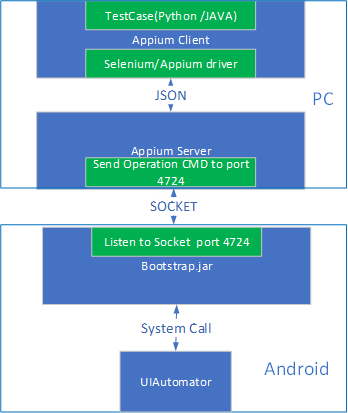 TestCase(Python /JAVA)
Appium Client
Selenium/Appium driver
JSON
PC
Appium Server
Send Operation CMD to port
4724
SOCKET
Listen to Socket port 4724
Bootstrap.jar
System Call
Android
UIAutomator